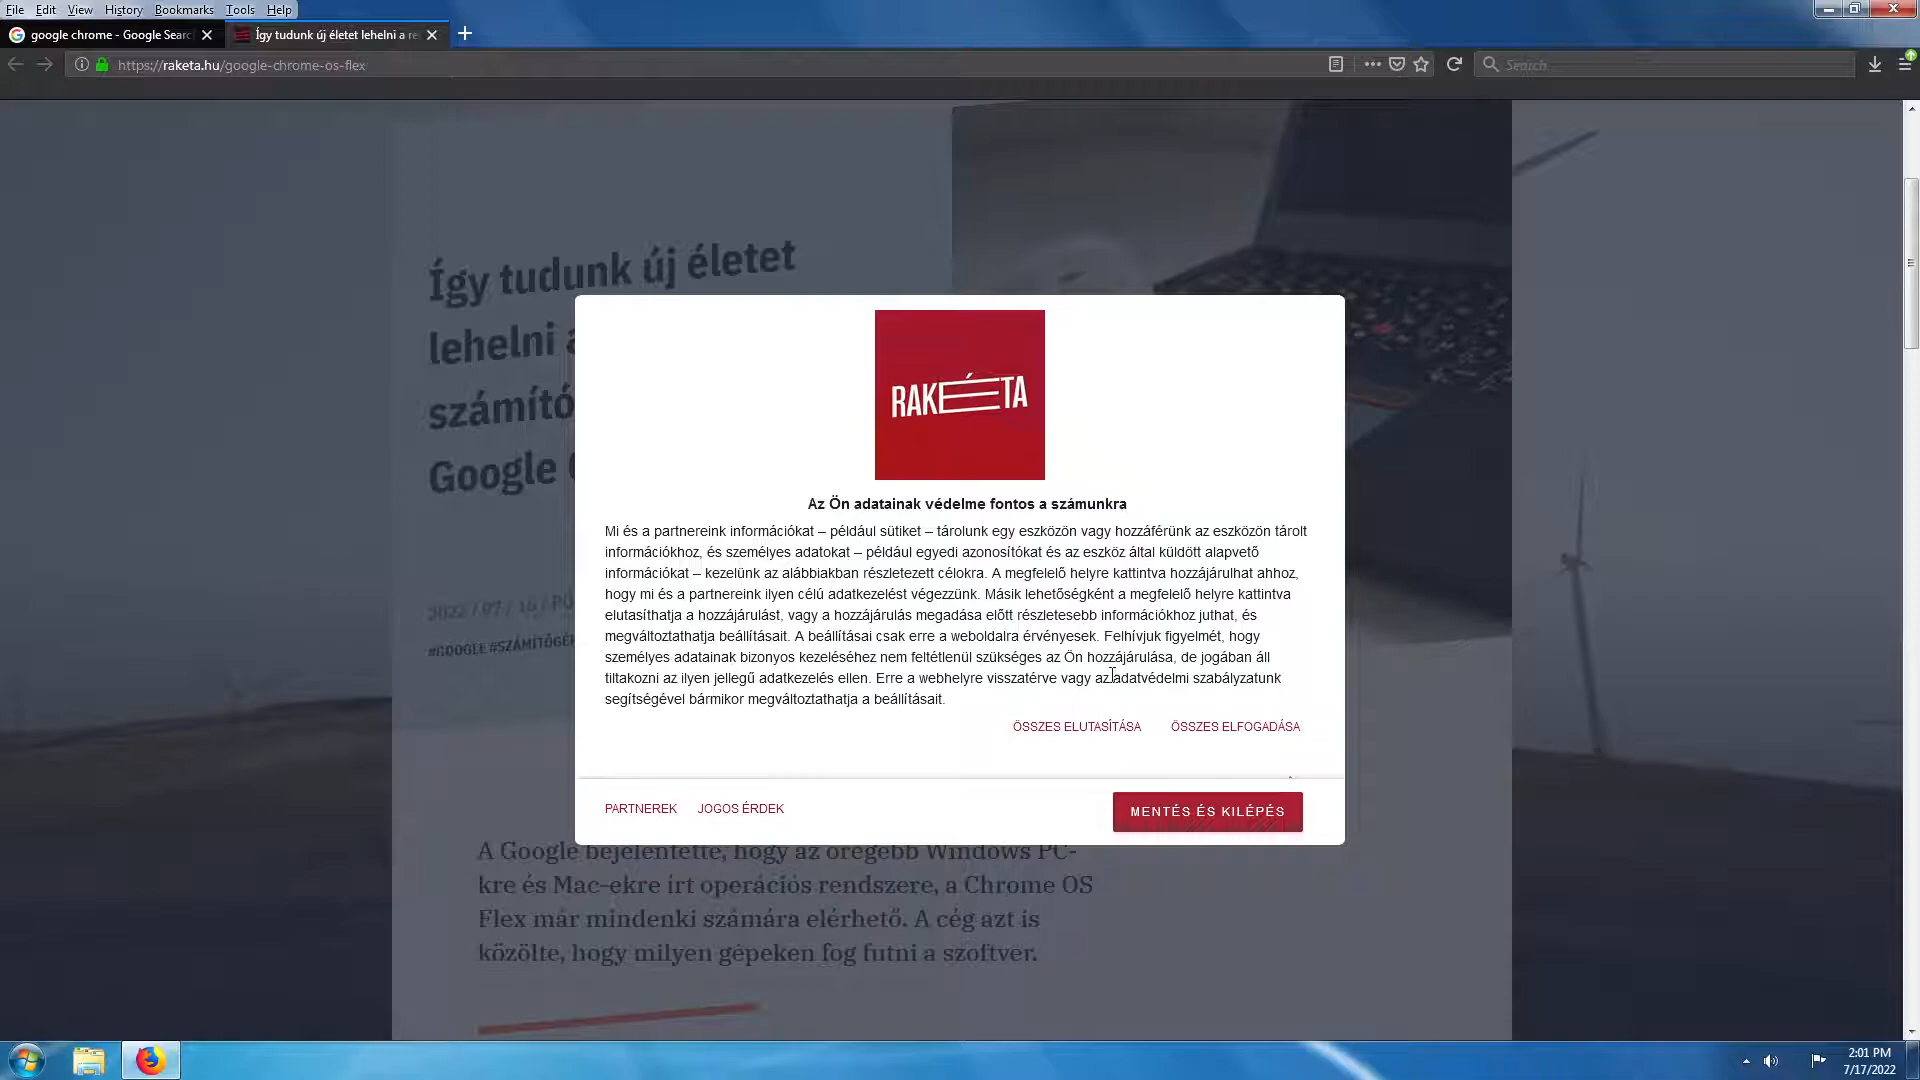 File Edit View History Bookmarks Tools Help
google chrome - Google Searc
Így tudunk új életet lehelni a re
https://raketa.hu/google-chrome-os-flex
Search
Így tudunk új életet
lehelni
számító
Google
2022 / 07 / 16 /
#GOOGLE #SZÁMÍTÓGÉP
RAKÉTA
Az Ön adatainak védelme fontos a számunkra
Mi és a partnereink információkat – például sütiket – tárolunk egy eszközön vagy hozzáférünk az eszközön tárolt
információkhoz, és személyes adatokat – például egyedi azonosítókat és az eszköz által küldött alapvető
információkat – kezelünk az alábbiakban részletezett célokra. A megfelelő helyre kattintva hozzájárulhat ahhoz,
hogy mi és a partnereink ilyen célú adatkezelést végezzünk. Másik lehetőségként a megfelelő helyre kattintva
elutasíthatja a hozzájárulást, vagy a hozzájárulás megadása előtt részletesebb információkhoz juthat, és
megváltoztathatja beállításait. A beállításai csak erre a weboldalra érvényesek. Felhívjuk figyelmét, hogy
személyes adatainak bizonyos kezeléséhez nem feltétlenül szükséges az Ön hozzájárulása, de jogában áll
tiltakozni az ilyen jellegű adatkezelés ellen. Erre a webhelyre visszatérve vagy az adatvédelmi szabályzatunk
segítségével bármikor megváltoztathatja a beállításait.
ÖSSZES ELUTASÍTÁSA ÖSSZES ELFOGADÁSA
PARTNEREK JOGOS ÉRDEK MENTÉS ÉS KILÉPÉS
A Google bejelentette, hogy az öregebb Windows PC-
kre és Mac-ekre írt operációs rendszere, a Chrome OS
Flex már mindenki számára elérhető. A cég azt is
közölte, hogy milyen gépeken fog futni a szoftver.
2:01 PM
7/17/2022